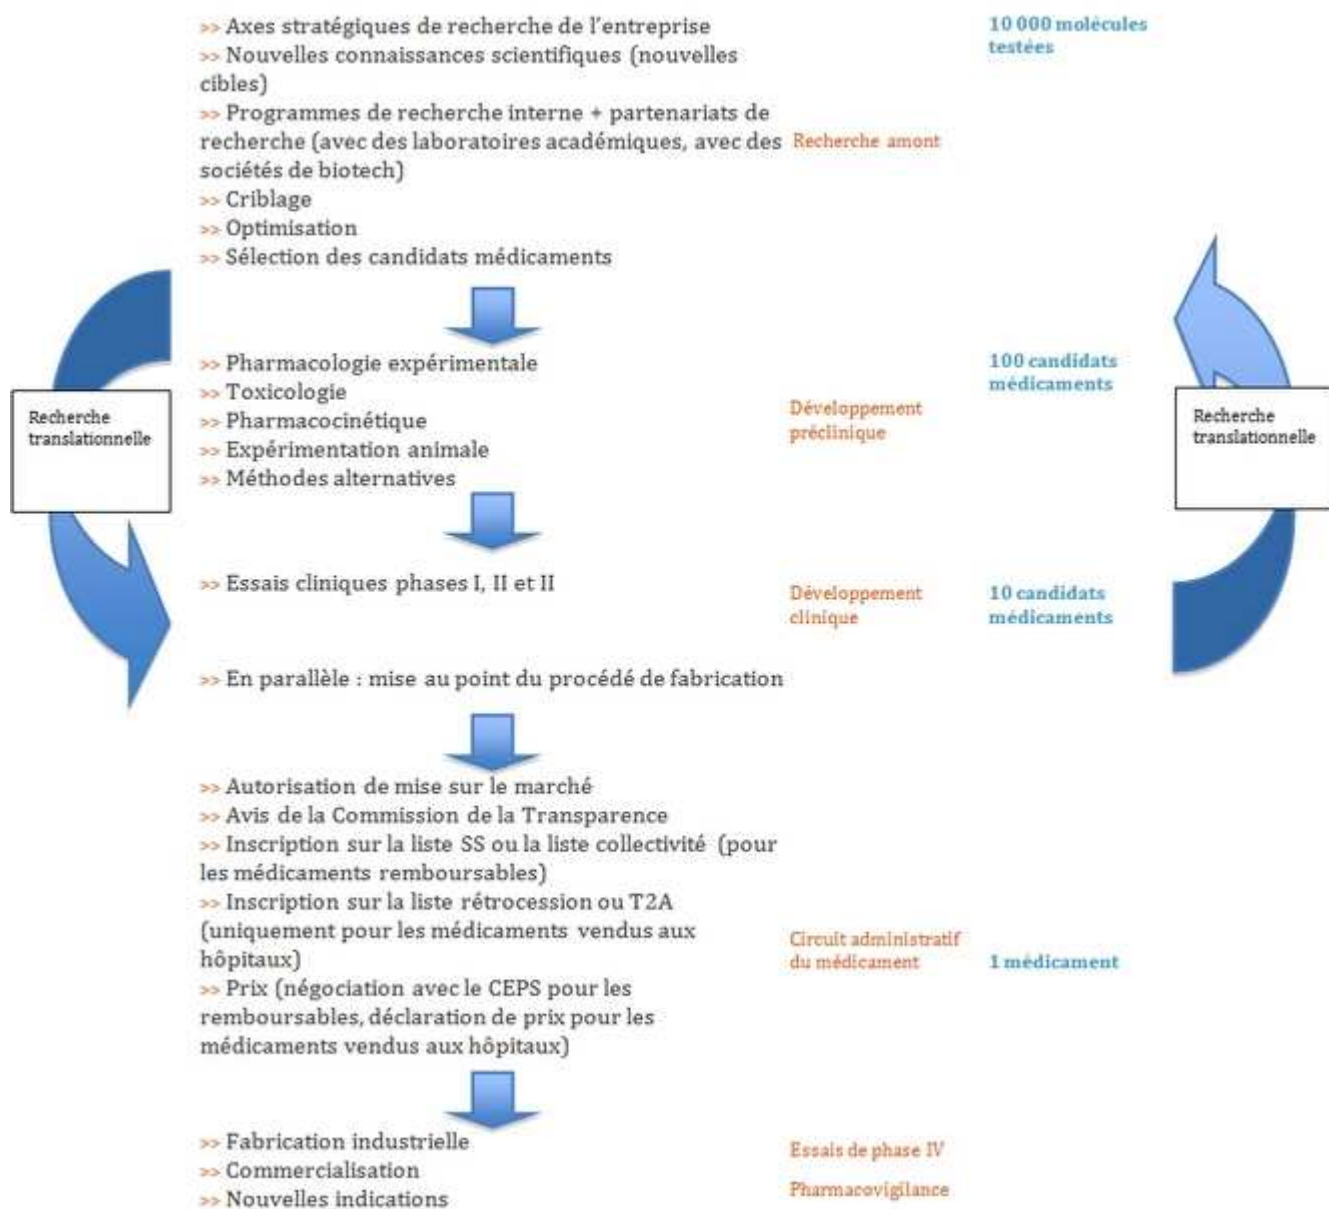 >> Axes stratégiques de recherche de l'entreprise
>> Nouvelles connaissances scientifiques (nouvelles
cibles)
>> Programmes de recherche interne + partenariats de
recherche (avec des laboratoires académiques, avec des
sociétés de biotech)
>> Criblage
>> Optimisation
>> Sélection des candidats médicaments
Recherche amont
10 000 molécules
testées
>> Pharmacologie expérimentale
>> Toxicologie
>> Pharmacocinétique
>> Expérimentation animale
>> Méthodes alternatives
Développement
préclinique
100 candidats
médicaments
Recherche
translationnelle
Recherche
translationnelle
>> Essais cliniques phases I, II et II
Développement
clinique
10 candidats
médicaments
>> En parallèle : mise au point du procédé de fabrication
>> Autorisation de mise sur le marché
>> Avis de la Commission de la Transparence
>> Inscription sur la liste SS ou la liste collectivité (pour
les médicaments remboursables)
>> Inscription sur la liste rétrocession ou T2A
(uniquement pour les médicaments vendus aux
hôpitaux)
>> Prix (négociation avec le CEPS pour les
remboursables, déclaration de prix pour les
médicaments vendus aux hôpitaux)
Circuit administratif
du médicament
1 médicament
>> Fabrication industrielle
>> Commercialisation
>> Nouvelles indications
Essais de phase IV
Pharmacovigilance